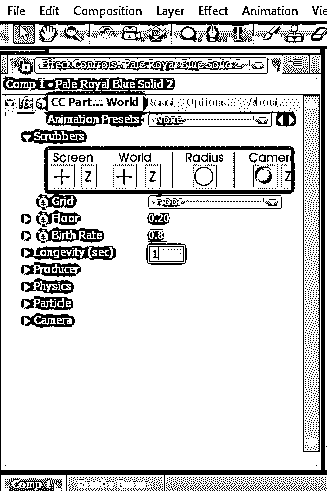 File Edit Composition Layer Effect Animation Vie
Effect Controls: Pale Royal Blue Solid 2
Comp 1 • Pale Royal Blue Solid 2
CC Part.... World Reset Options... About...
Animation Presets: None
Scrubbers
Screen World Radius Camer
Z Z Z
Grid
Floor 0.20
Birth Rate 0.8
Longevity (sec) 1
Producer
Physics
Particle
Camera
Comp 1